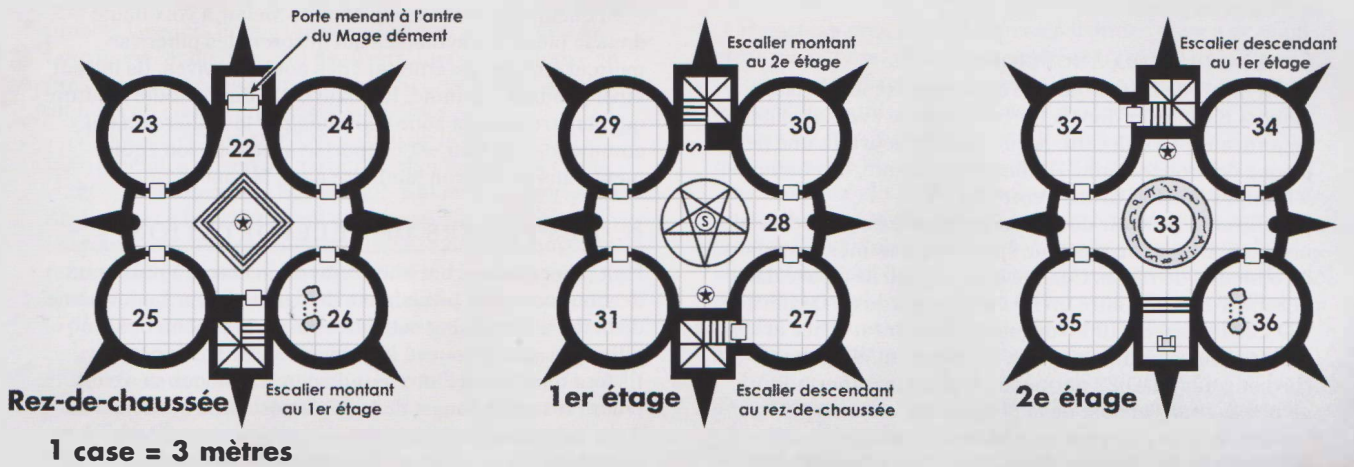 Porte menant à l'antre
du Mage dément
23
24
22
25
26
Escalier montant
au 1er étage
Rez-de-chaussée
1 case = 3 mètres
Escalier montant
au 2e étage
29
30
S
S
28
31
27
Escalier descendant
au rez-de-chaussée
1er étage
Escalier descendant
au 1er étage
32
34
33
35
36
2e étage